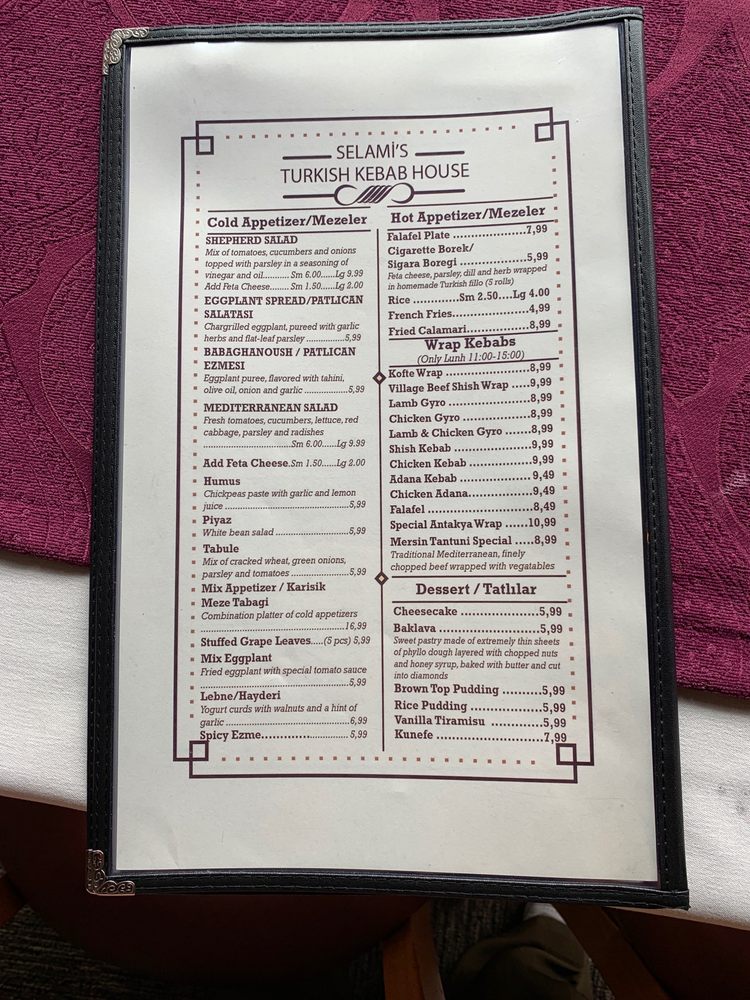 SELAMİ'S
TURKISH KEBAB HOUSE
Cold Appetizer/Mezeler
SHEPHERD SALAD
Mix of tomatoes, cucumbers and onions
topped with parsley in a seasoning of
vinegar and oil............ Sm 6.00......Lg 9.99
Add Feta Cheese........ Sm 1.50......Lg 2.00
EGGPLANT SPREAD/PATLICAN
SALATASI
Chargrilled eggplant, pureed with garlic
herbs and flat-leaf parsley .................5,99
BABAGHANOUSH / PATLICAN
EZMESI
Eggplant puree, flavored with tahini,
olive oil, onion and garlic ..................5,99
MEDITERRANEAN SALAD
Fresh tomatoes, cucumbers, lettuce, red
cabbage, parsley and radishes
..............................Sm 6.00......Lg 9.99
Add Feta Cheese.Sm 1.50......Lg 2.00
Humus
Chickpeas paste with garlic and lemon
juice ...........................................5,99
Piyaz
White bean salad ..........................5,99
Tabule
Mix of cracked wheat, green onions,
parsley and tomatoes ......................5,99
Mix Appetizer / Karisik
Meze Tabagi
Combination platter of cold appetizers
................................................16,99
Stuffed Grape Leaves.....(5 pcs) 5,99
Mix Eggplant
Fried eggplant with special tomato sauce
..................................................5,99
Lebne/Hayderi
Yogurt curds with walnuts and a hint of
garlic ..........................................6,99
Spicy Ezme............................... 5,99
Hot Appetizer/Mezeler
Falafel Plate ....................7,99
Cigarette Borek/
Sigara Boregi ..................5,99
Feta cheese, parsley, dill and herb wrapped
in homemade Turkish fillo (5 rolls)
Rice ............Sm 2.50....Lg 4.00
French Fries.....................4,99
Fried Calamari.................8,99
Wrap Kebabs
(Only Lunh 11:00-15:00)
Kofte Wrap .......................8,99
Village Beef Shish Wrap .....9,99
Lamb Gyro .......................8,99
Chicken Gyro ....................8,99
Lamb & Chicken Gyro ........8,99
Shish Kebab .....................9,99
Chicken Kebab .................9,99
Adana Kebab ...................9,49
Chicken Adana.................9,49
Falafel .............................8,49
Special Antakya Wrap ......10,99
Mersin Tantuni Special .....8,99
Traditional Mediterranean, finely
chopped beef wrapped with vegatables
Dessert / Tatlılar
Cheesecake ....................5,99
Baklava ..........................5,99
Sweet pastry made of extremely thin sheets
of phyllo dough layered with chopped nuts
and honey syrup, baked with butter and cut
into diamonds
Brown Top Pudding ..........5,99
Rice Pudding ..................5,99
Vanilla Tiramisu ..............5,99
Kunefe ...........................7,99